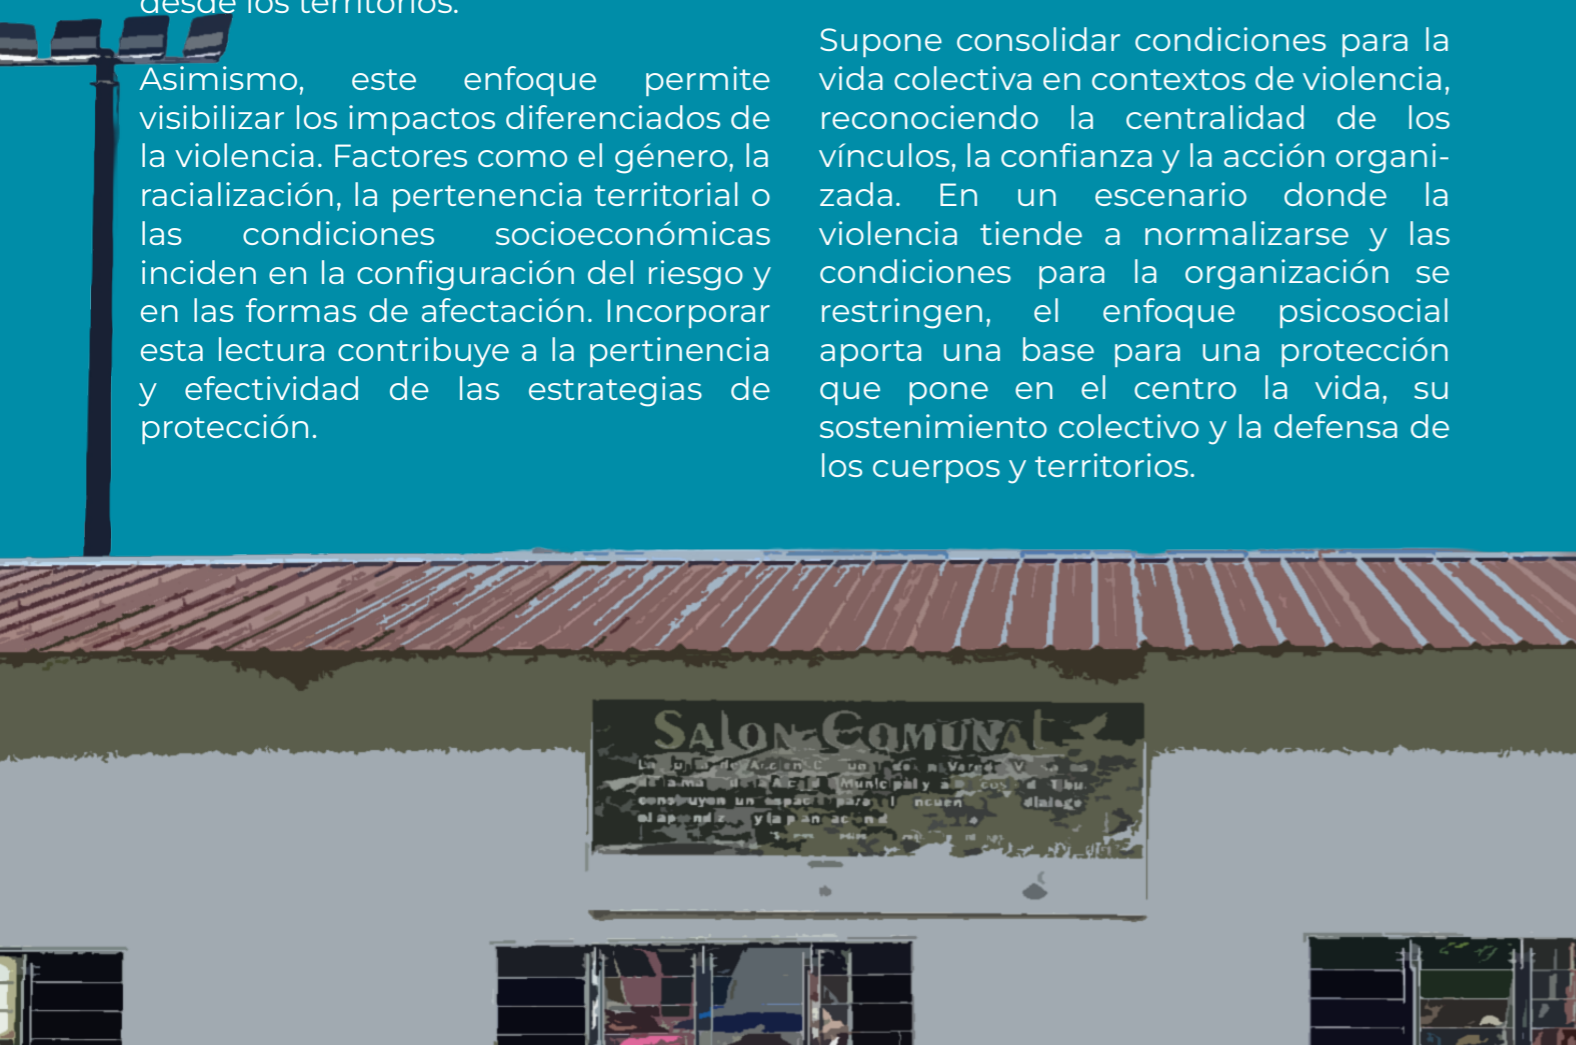 desde los territorios.
Asimismo, este enfoque permite
visibilizar los impactos diferenciados de
la violencia. Factores como el género, la
racialización, la pertenencia territorial o
las condiciones socioeconómicas
inciden en la configuración del riesgo y
en las formas de afectación. Incorporar
esta lectura contribuye a la pertinencia
y efectividad de las estrategias de
protección.
Supone consolidar condiciones para la
vida colectiva en contextos de violencia,
reconociendo la centralidad de los
vínculos, la confianza y la acción organi-
zada. En un escenario donde la
violencia tiende a normalizarse y las
condiciones para la organización se
restringen, el enfoque psicosocial
aporta una base para una protección
que pone en el centro la vida, su
sostenimiento colectivo y la defensa de
los cuerpos y territorios.
SALON COMUNAL
Municipal y
un
dialogo